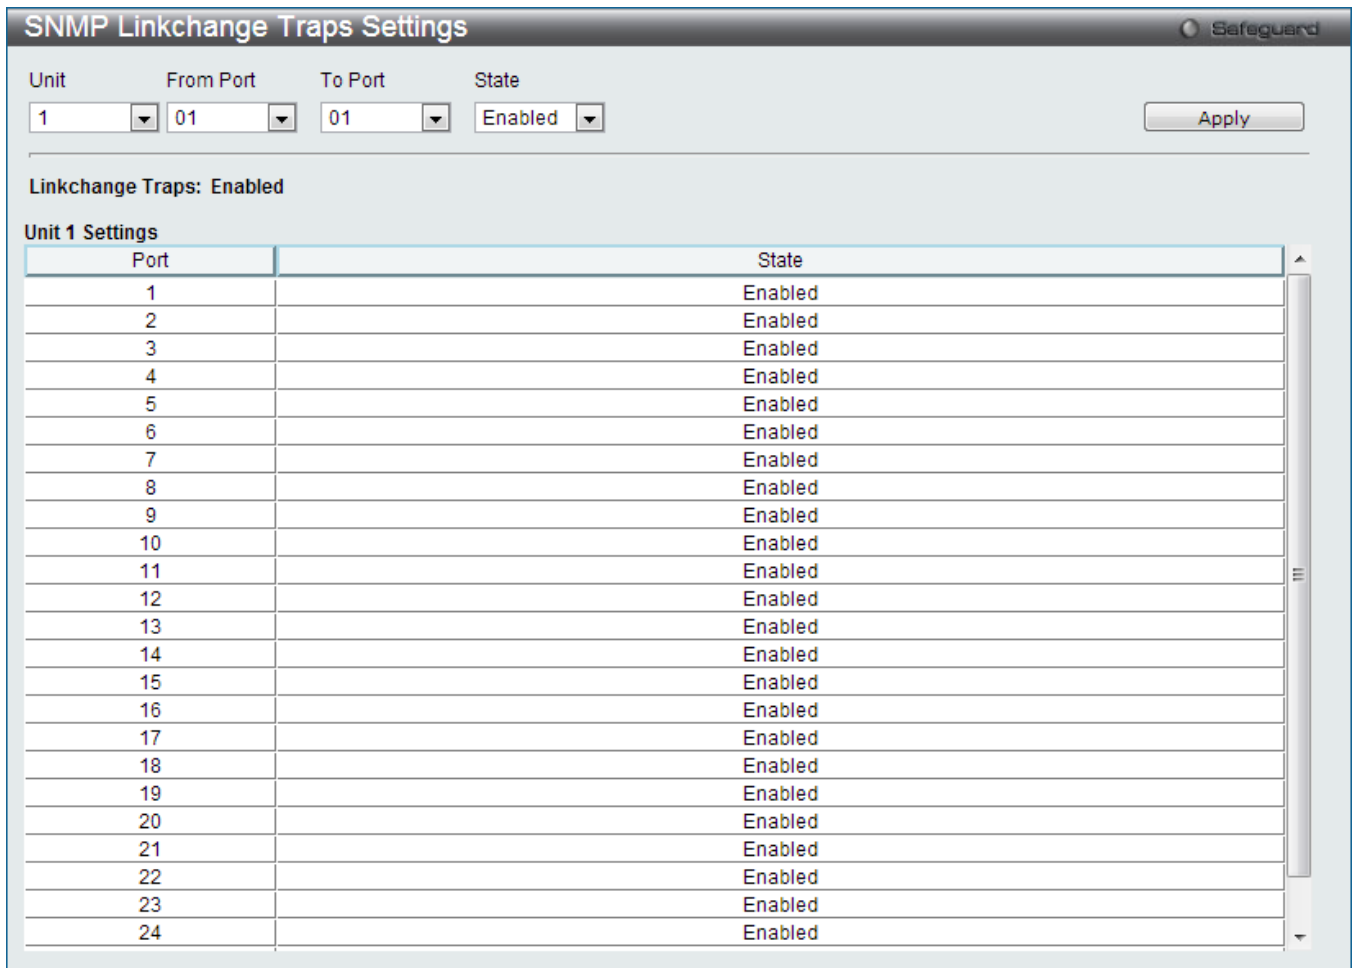 SNMP Linkchange Traps Settings
Safeguard
Unit From Port To Port State
1 01 01 Enabled Apply
Linkchange Traps: Enabled
Unit 1 Settings
Port State
1 Enabled
2 Enabled
3 Enabled
4 Enabled
5 Enabled
6 Enabled
7 Enabled
8 Enabled
9 Enabled
10 Enabled
11 Enabled
12 Enabled
13 Enabled
14 Enabled
15 Enabled
16 Enabled
17 Enabled
18 Enabled
19 Enabled
20 Enabled
21 Enabled
22 Enabled
23 Enabled
24 Enabled